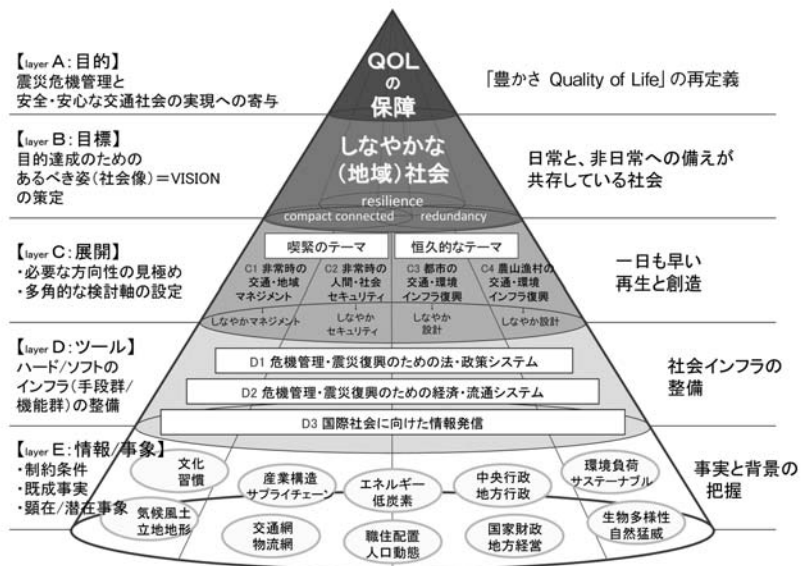 【layer A：目的】
震災危機管理と
安全・安心な交通社会の実現への寄与
QOL
の
保障
「豊かさ Quality of Life」の再定義
【layer B：目標】
目的達成のための
あるべき姿(社会像)＝VISION
の策定
しなやかな
(地域)社会
resilience
compact connected
redundancy
日常と、非日常への備えが
共存している社会
【layer C：展開】
・必要な方向性の見極め
・多角的な検討軸の設定
喫緊のテーマ
恒久的なテーマ
C1 非常時の
交通・地域
マネジメント
↓
しなやかマネジメント
C2 非常時の
人間・社会
セキュリティ
↓
しなやか
セキュリティ
C3 都市の
交通・環境
インフラ復興
↓
しなやか
設計
C4 農山漁村の
交通・環境
インフラ復興
↓
しなやか設計
一日も早い
再生と創造
【layer D：ツール】
ハード/ソフトの
インフラ(手段群/
機能群)の整備
D1 危機管理・震災復興のための法・政策システム
D2 危機管理・震災復興のための経済・流通システム
D3 国際社会に向けた情報発信
社会インフラの
整備
【layer E：情報/事象】
・制約条件
・既成事実
・顕在/潜在事象
文化
習慣
産業構造
サプライチェーン
エネルギー
低炭素
中央行政
地方行政
環境負荷
サステーナブル
気候風土
立地地形
交通網
物流網
職住配置
人口動態
国家財政
地方経営
生物多様性
自然猛威
事実と背景の
把握